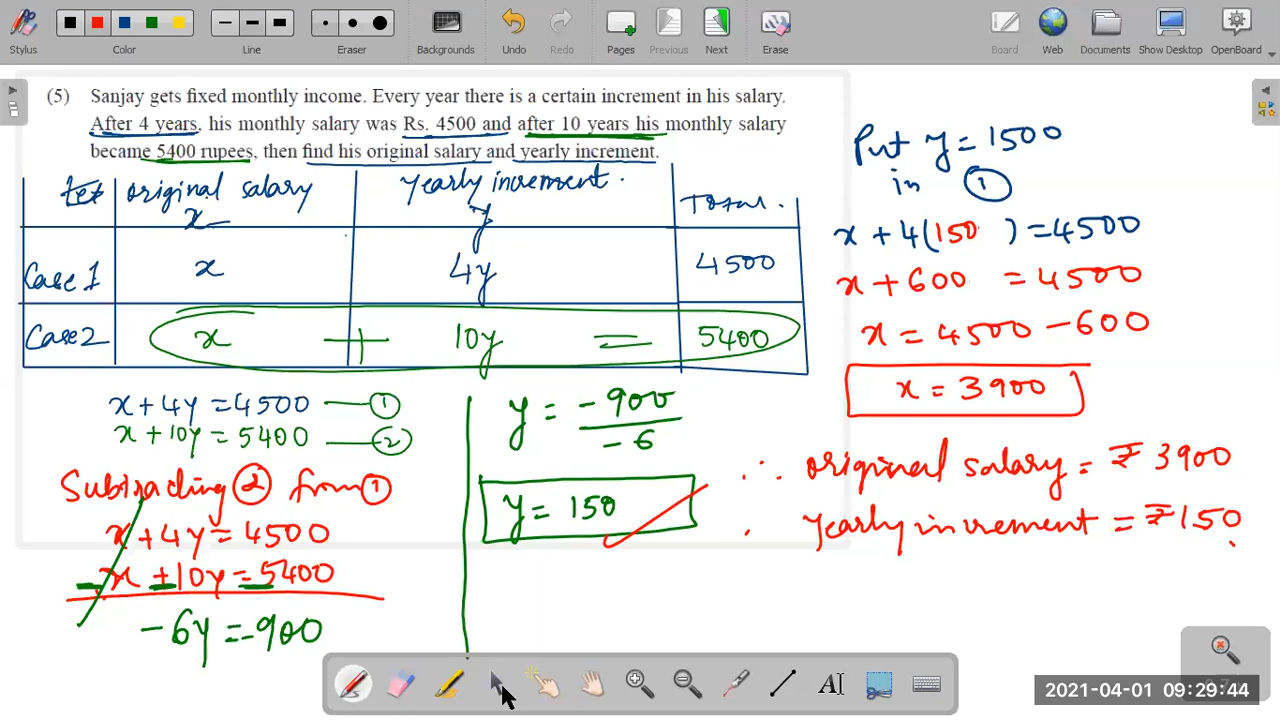 Stylus
Color
Line
Eraser
Backgrounds
Undo
Redo
Pages
Previous
Next
Erase
Board
Web
Documents
Show Desktop
OpenBoard
(5) Sanjay gets fixed monthly income. Every year there is a certain increment in his salary.
After 4 years, his monthly salary was Rs. 4500 and after 10 years his monthly salary
became 5400 rupees, then find his original salary and yearly increment.
original salary yearly increment. Total.
x y
Case 1 x 4y 4500
Case2 x + 10y = 5400
x + 4y = 4500 — ①
x + 10y = 5400 — ②
Subtrading ② from ①
x + 4y = 4500
x + 10y = 5400
- 6y = -900
y = -900
-6
y = 150
Put y = 1500
in ①
x + 4(150 ) = 4500
x + 600 = 4500
x = 4500 - 600
x = 3900
∴ original salary = ₹ 3900
yearly increment = ₹ 150
2021-04-01 09:29:44